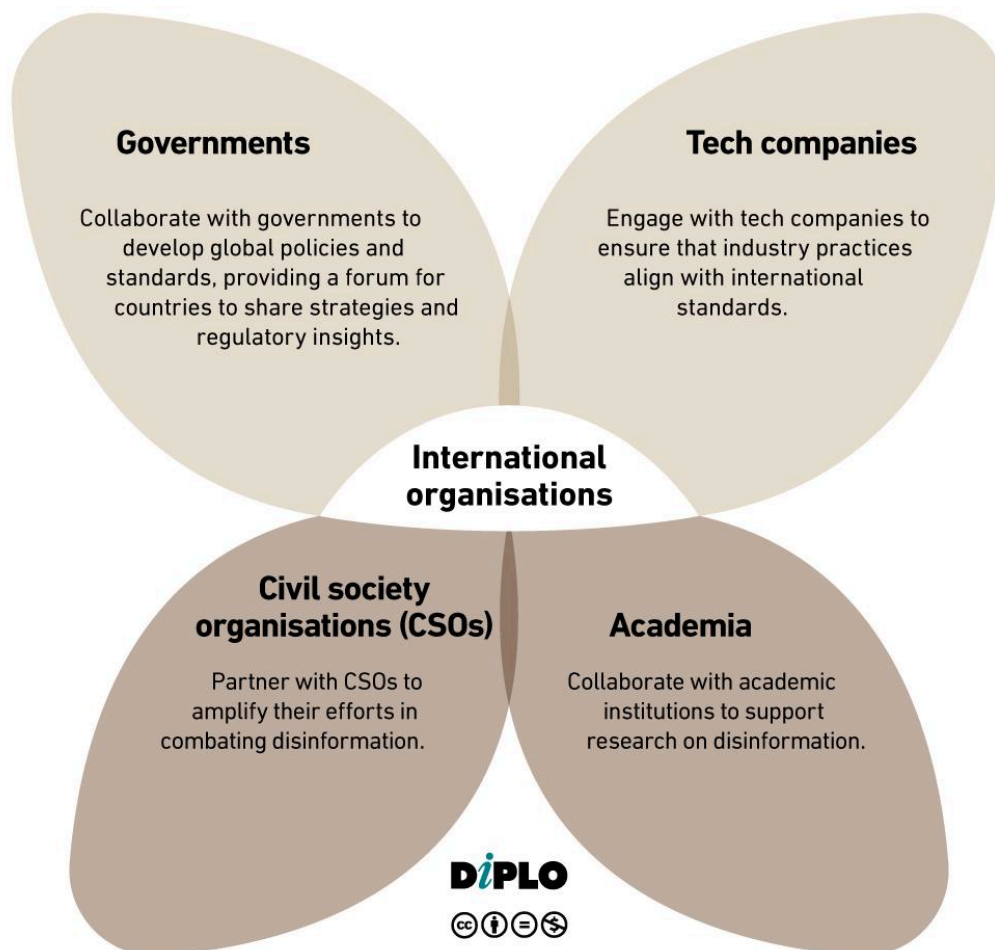 Governments
Collaborate with governments to
develop global policies and
standards, providing a forum for
countries to share strategies and
regulatory insights.
Tech companies
Engage with tech companies to
ensure that industry practices
align with international
standards.
International
organisations
Civil society
organisations (CSOs)
Partner with CSOs to
amplify their efforts in
combating disinformation.
Academia
Collaborate with academic
institutions to support
research on disinformation.
DiPLO
cc